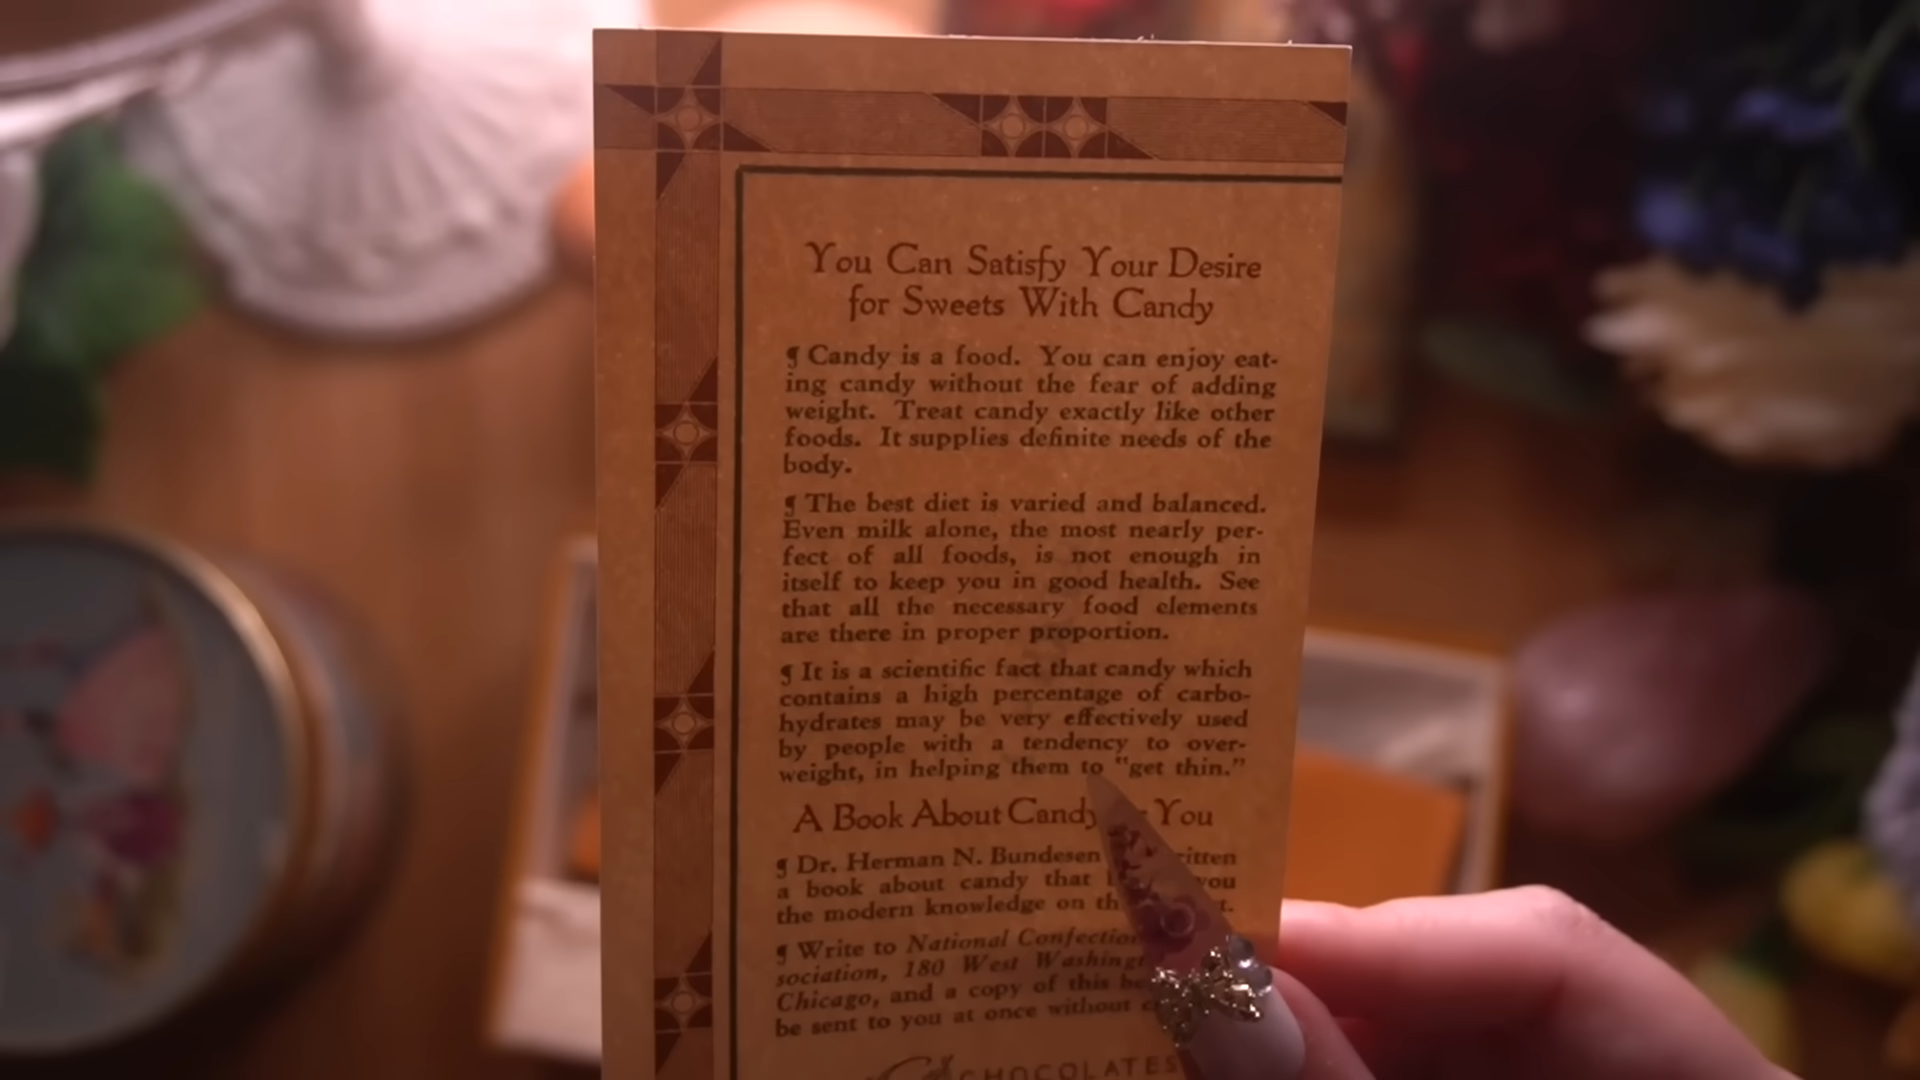 You Can Satisfy Your Desire
for Sweets With Candy
¶ Candy is a food. You can enjoy eat-
ing candy without the fear of adding
weight. Treat candy exactly like other
foods. It supplies definite needs of the
body.
¶ The best diet is varied and balanced.
Even milk alone, the most nearly per-
fect of all foods, is not enough in
itself to keep you in good health. See
that all the necessary food elements
are there in proper proportion.
¶ It is a scientific fact that candy which
contains a high percentage of carbo-
hydrates may be very effectively used
by people with a tendency to over-
weight, in helping them to "get thin."
A Book About Candy You
¶ Dr. Herman N. Bundesen
a book about candy that you
the modern knowledge on
¶ Write to National
sociation, 180 West
Chicago, and a copy of this
be sent to you at once without
CHOCOLATES